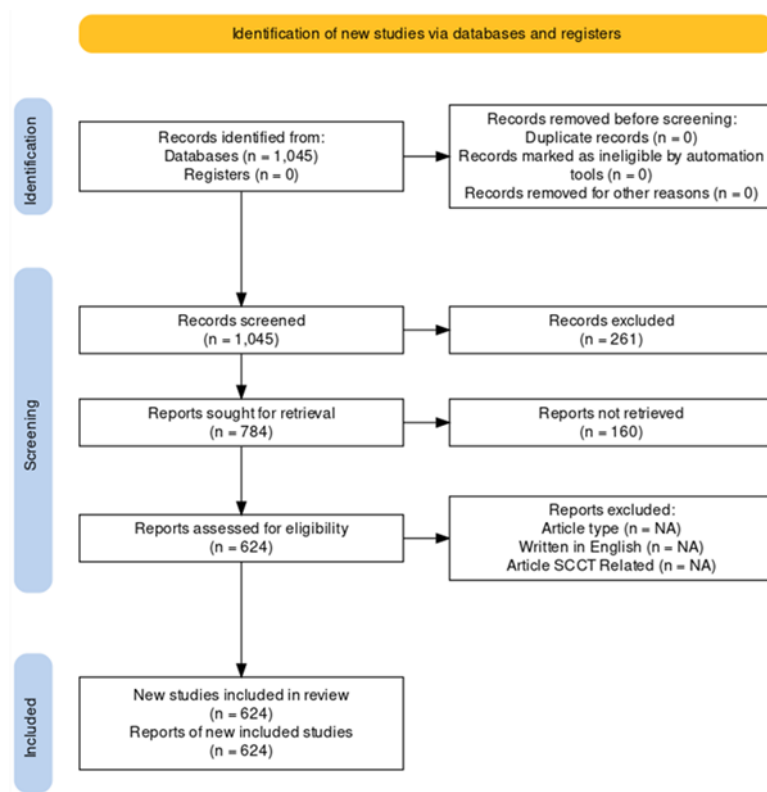 Identification of new studies via databases and registers
Identification
Records identified from:
Databases (n = 1,045)
Registers (n = 0)
Records removed before screening:
Duplicate records (n = 0)
Records marked as ineligible by automation
tools (n = 0)
Records removed for other reasons (n = 0)
Screening
Records screened
(n = 1,045)
Records excluded
(n = 261)
Reports sought for retrieval
(n = 784)
Reports not retrieved
(n = 160)
Reports assessed for eligibility
(n = 624)
Reports excluded:
Article type (n = NA)
Written in English (n = NA)
Article SCCT Related (n = NA)
Included
New studies included in review
(n = 624)
Reports of new included studies
(n = 624)